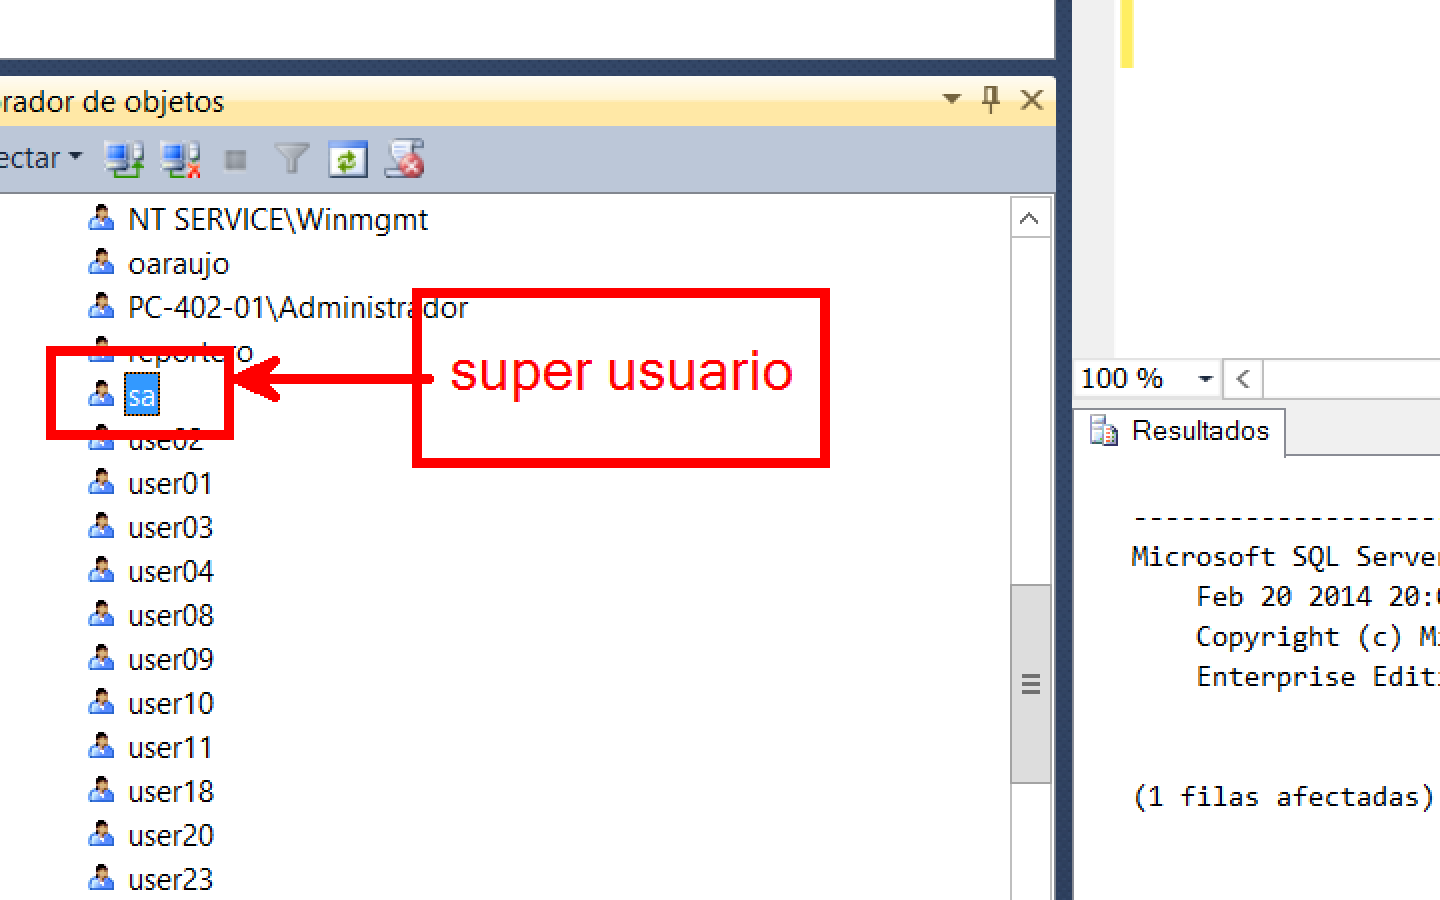 rador de objetos
ectar
NT SERVICE\Winmgmt
oaraujo
PC-402-01\Administrador
reportero
sa
use02
user01
user03
user04
user08
user09
user10
user11
user18
user20
user23
super usuario
100 %
Resultados
-------------------
Microsoft SQL Server
Feb 20 2014 20:
Copyright (c) Mi
Enterprise Editi
(1 filas afectadas)